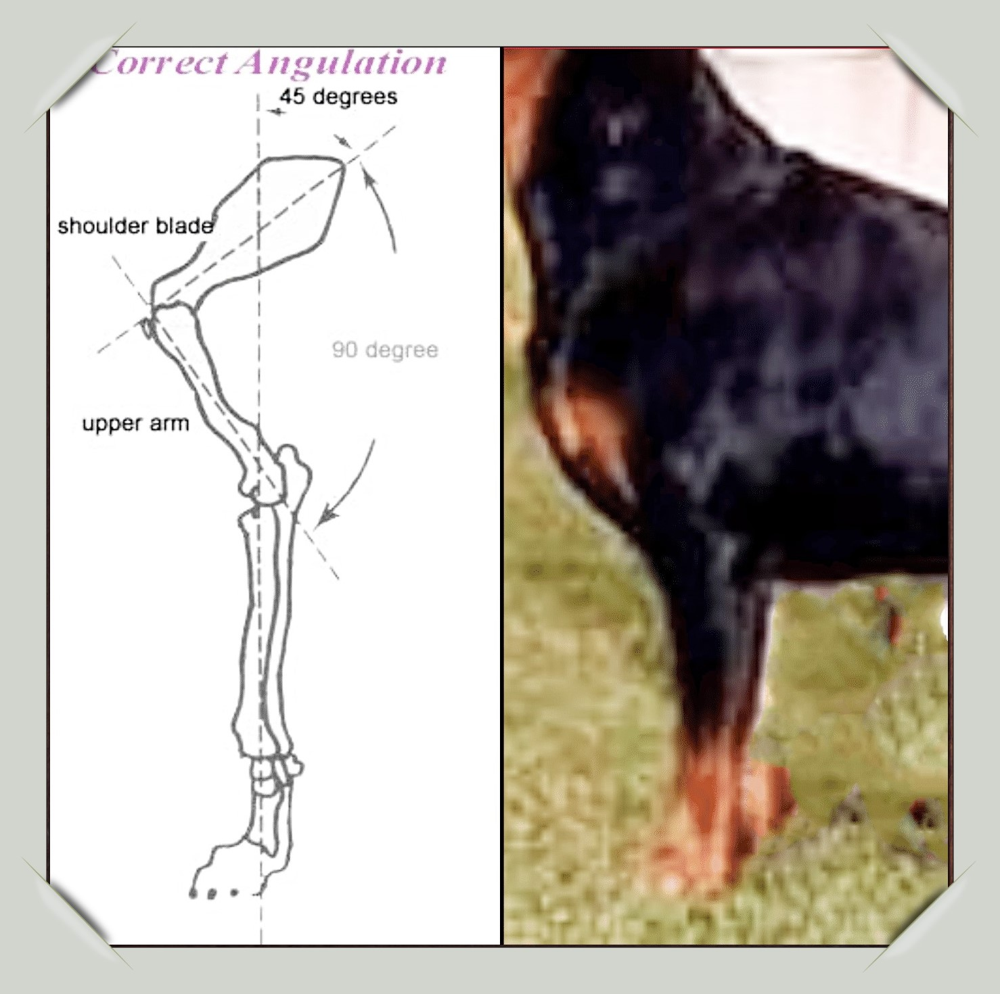 Correct Angulation
45 degrees
shoulder blade
90 degree
upper arm